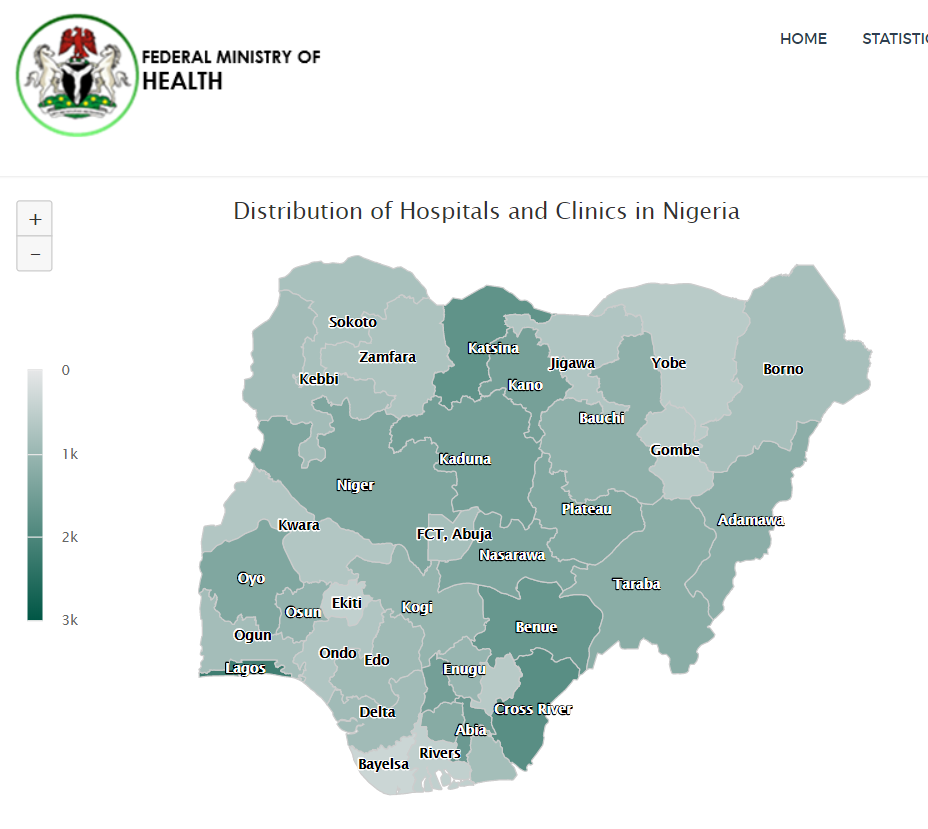 FEDERAL MINISTRY OF
HEALTH
HOME
STATISTI
Distribution of Hospitals and Clinics in Nigeria
+
−
0
1k
2k
3k
Sokoto
Katsina
Zamfara
Jigawa
Yobe
Borno
Kebbi
Kano
Bauchi
Gombe
Kaduna
Niger
Plateau
Adamawa
Kwara
FCT, Abuja
Nasarawa
Oyo
Taraba
Ekiti
Osun
Kogi
Benue
Ogun
Ondo
Edo
Lagos
Enugu
Delta
Cross River
Abia
Rivers
Bayelsa